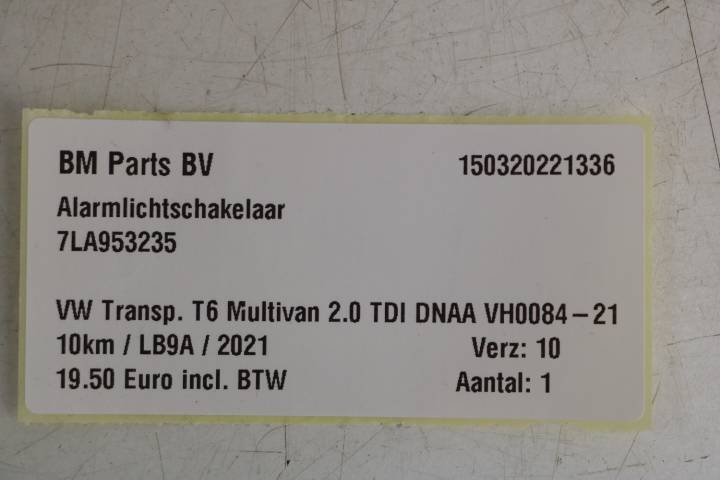 BM Parts BV 150320221336
Alarmlichtschakelaar
7LA953235
VW Transp. T6 Multivan 2.0 TDI DNAA VH0084-21
10km / LB9A / 2021 Verz: 10
19.50 Euro incl. BTW Aantal: 1